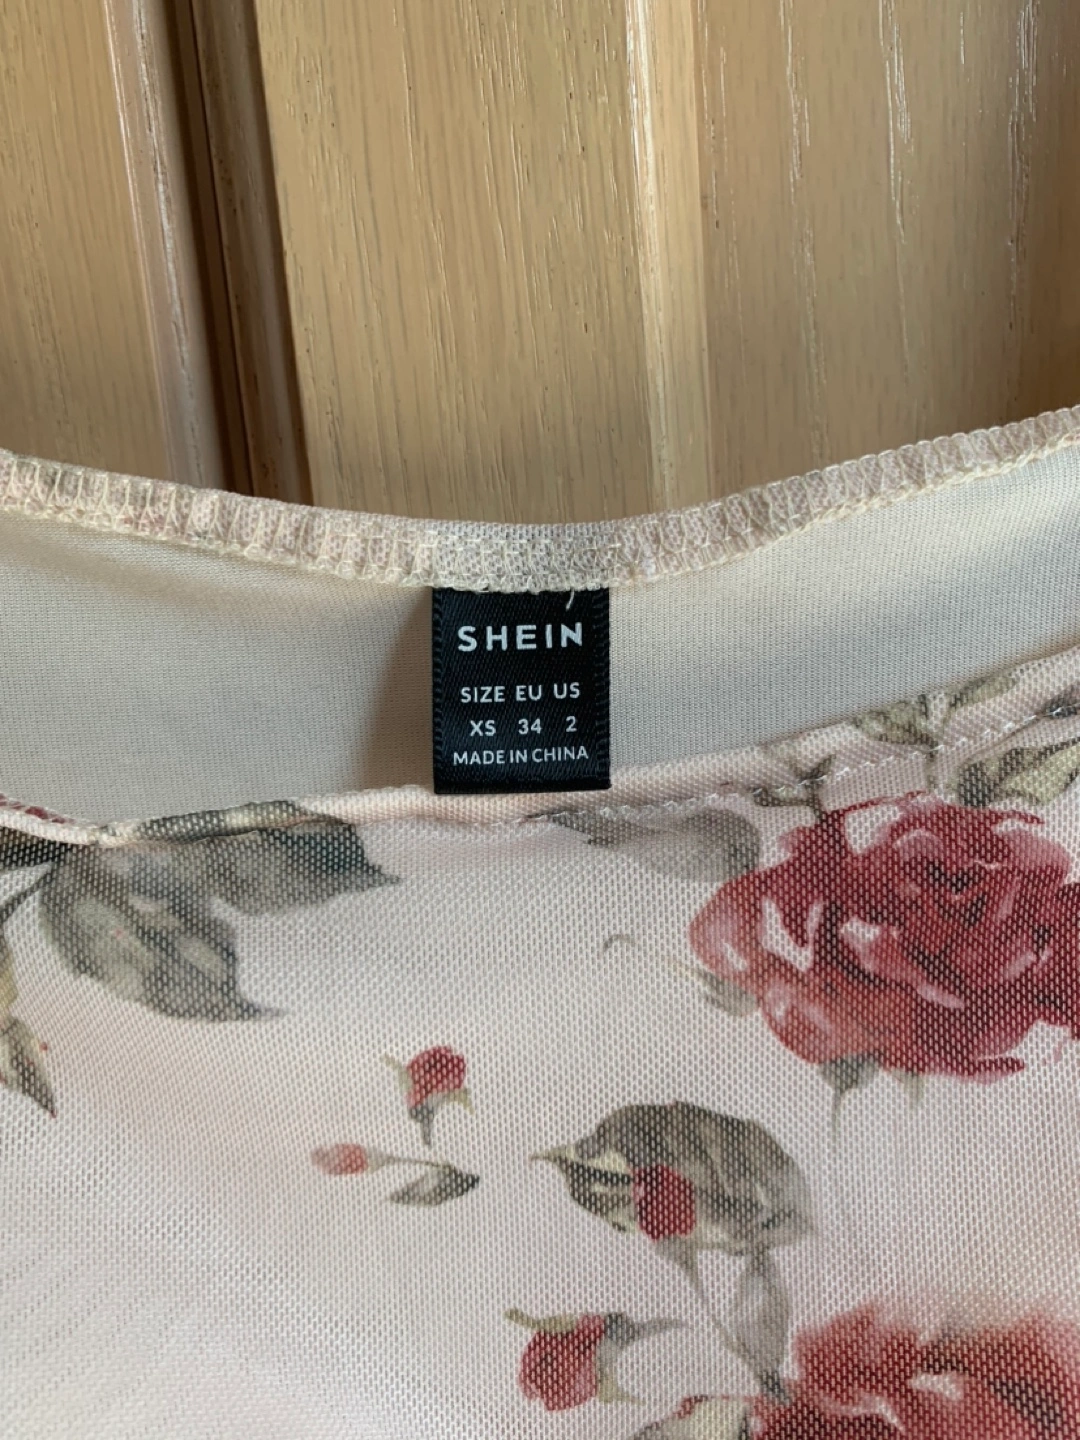 SHEIN
SIZE EU US
XS 34 2
MADE IN CHINA